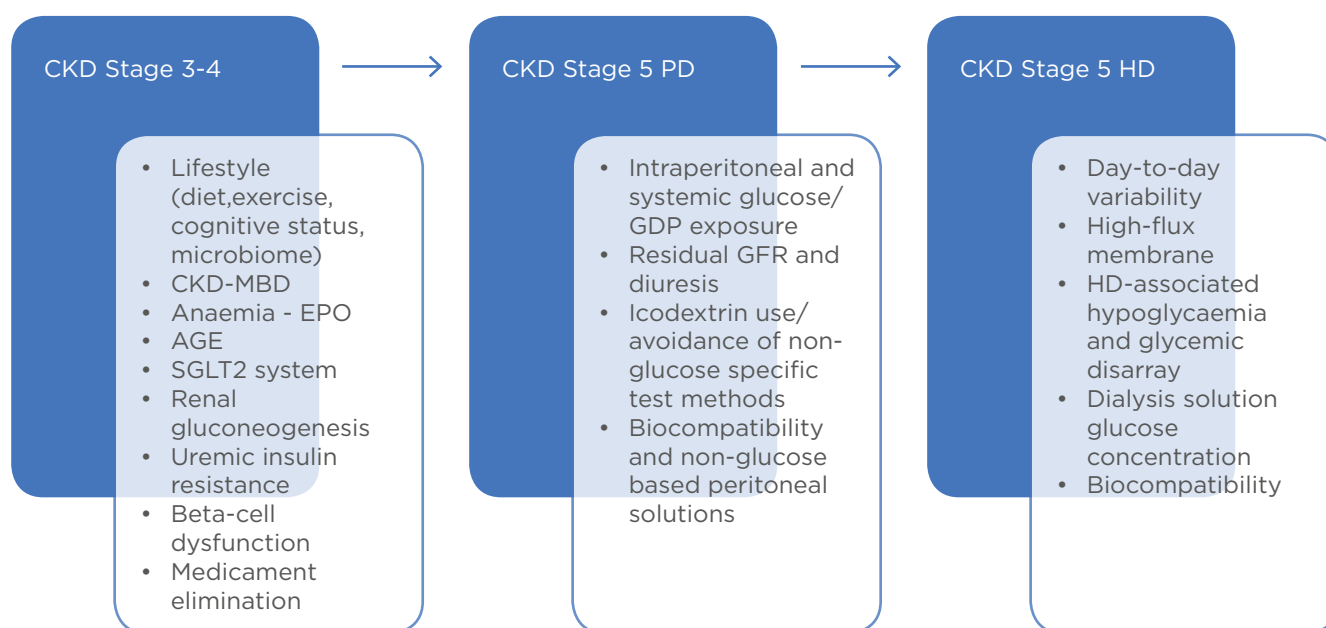 CKD Stage 3-4
• Lifestyle
(diet,exercise,
cognitive status,
microbiome)
• CKD-MBD
• Anaemia - EPO
• AGE
• SGLT2 system
• Renal
gluconeogenesis
• Uremic insulin
resistance
• Beta-cell
dysfunction
• Medicament
elimination
CKD Stage 5 PD
• Intraperitoneal and
systemic glucose/
GDP exposure
• Residual GFR and
diuresis
• Icodextrin use/
avoidance of non-
glucose specific
test methods
• Biocompatibility
and non-glucose
based peritoneal
solutions
CKD Stage 5 HD
• Day-to-day
variability
• High-flux
membrane
• HD-associated
hypoglycaemia
and glycemic
disarray
• Dialysis solution
glucose
concentration
• Biocompatibility